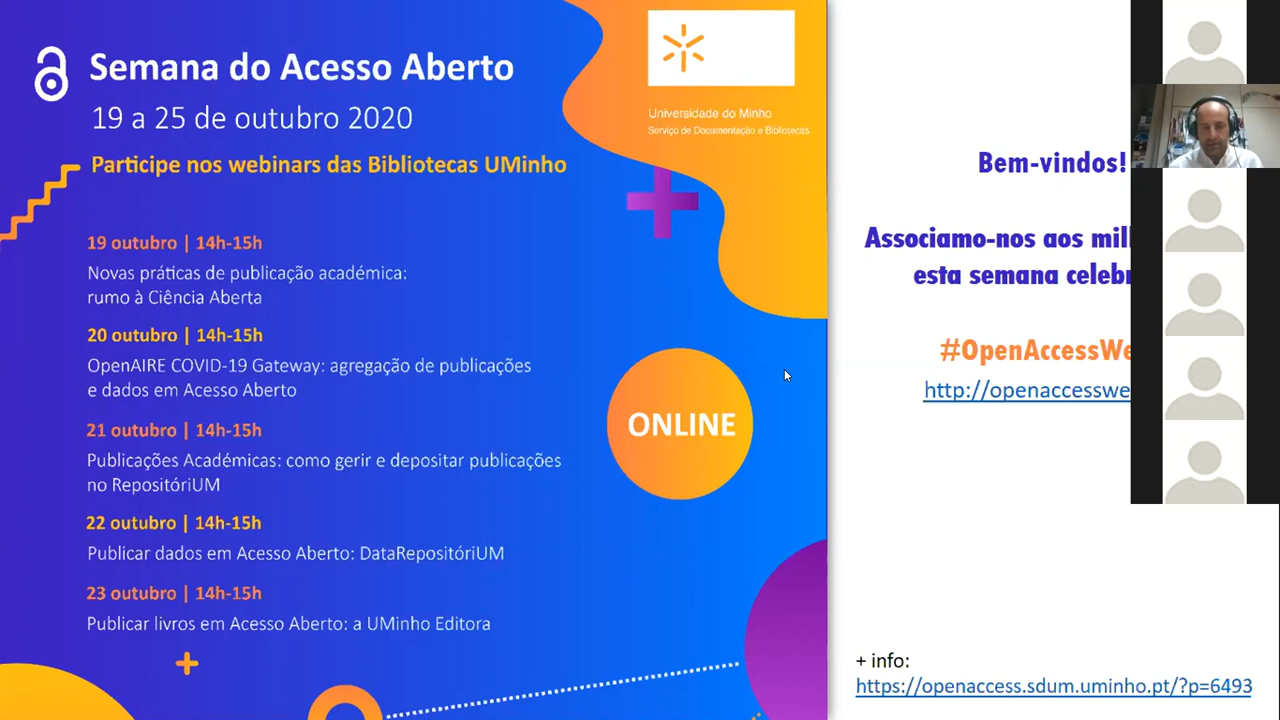 Semana do Acesso Aberto
19 a 25 de outubro 2020
Participe nos webinars das Bibliotecas UMinho
Universidade do Minho
Serviço de Documentação e Bibliotecas
19 outubro | 14h-15h
Novas práticas de publicação académica:
rumo à Ciência Aberta
20 outubro | 14h-15h
OpenAIRE COVID-19 Gateway: agregação de publicações
e dados em Acesso Aberto
21 outubro | 14h-15h
Publicações Académicas: como gerir e depositar publicações
no RepositóriUM
22 outubro | 14h-15h
Publicar dados em Acesso Aberto: DataRepositóriUM
23 outubro | 14h-15h
Publicar livros em Acesso Aberto: a UMinho Editora
ONLINE
Bem-vindos!
Associamo-nos aos mil
esta semana celebr
#OpenAccessWe
http://openaccesswe
+ info:
https://openaccess.sdum.uminho.pt/?p=6493